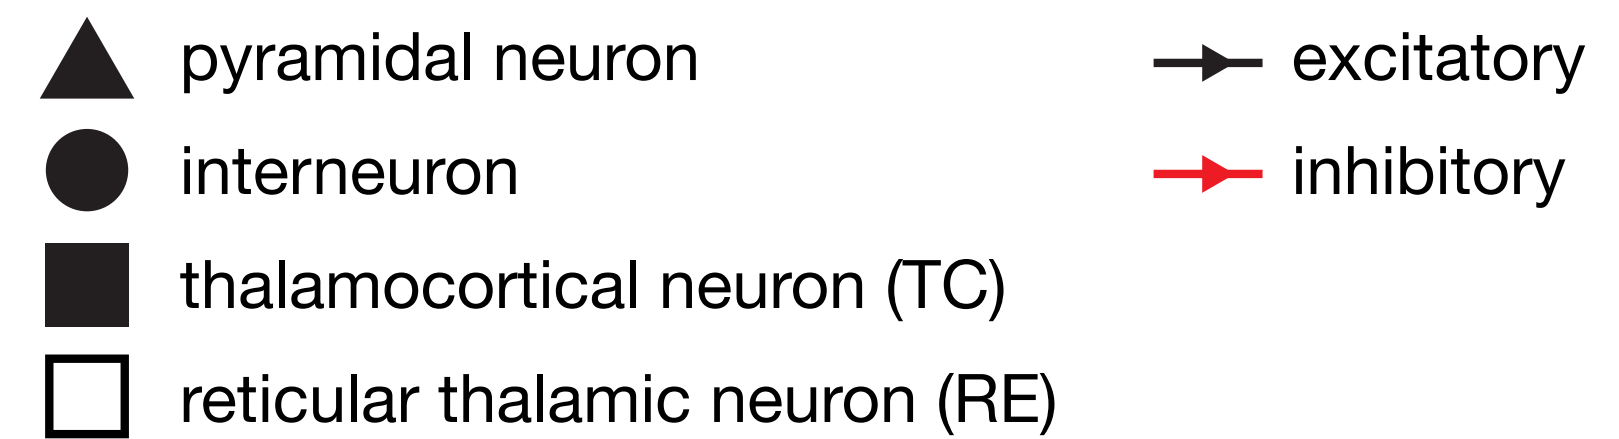 pyramidal neuron
excitatory
interneuron
inhibitory
thalamocortical neuron (TC)
reticular thalamic neuron (RE)